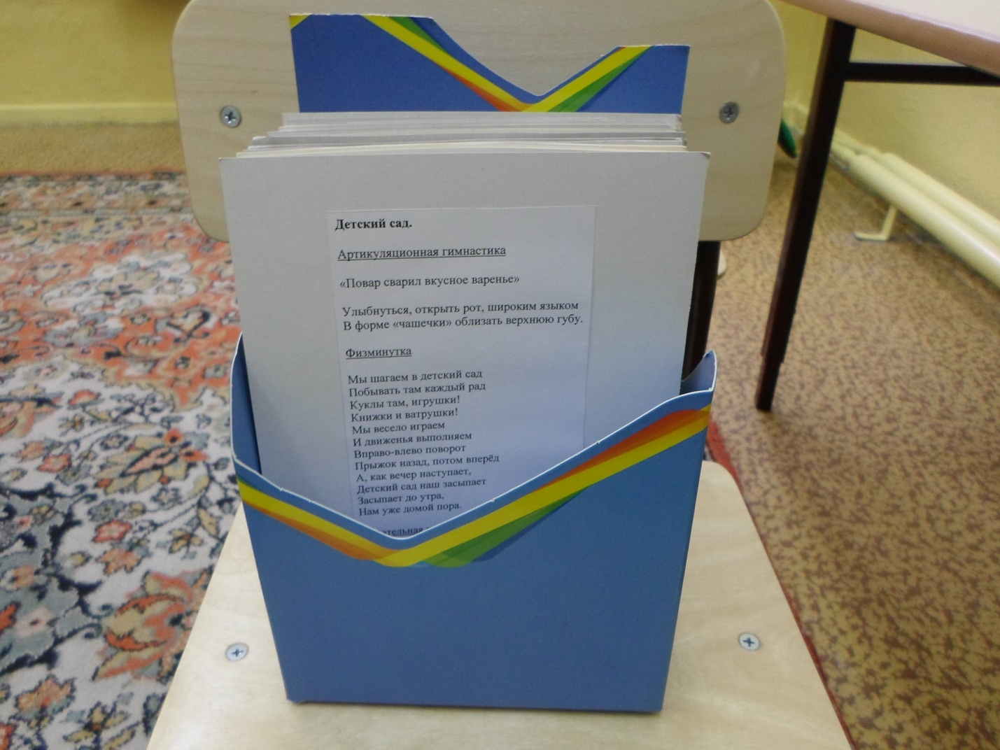 Детский сад.
Артикуляционная гимнастика
«Повар сварил вкусное варенье»
Улыбнуться, открыть рот, широким языком
В форме «чашечки» облизать верхнюю губу.
Физминутка
Мы шагаем в детский сад
Побывать там каждый рад
Куклы там, игрушки!
Книжки и ватрушки!
Мы весело играем
И движенья выполняем
Вправо-влево поворот
Прыжок назад, потом вперёд
А, как вечер наступает,
Детский сад наш засыпает
Засыпает до утра,
Нам уже домой пора.